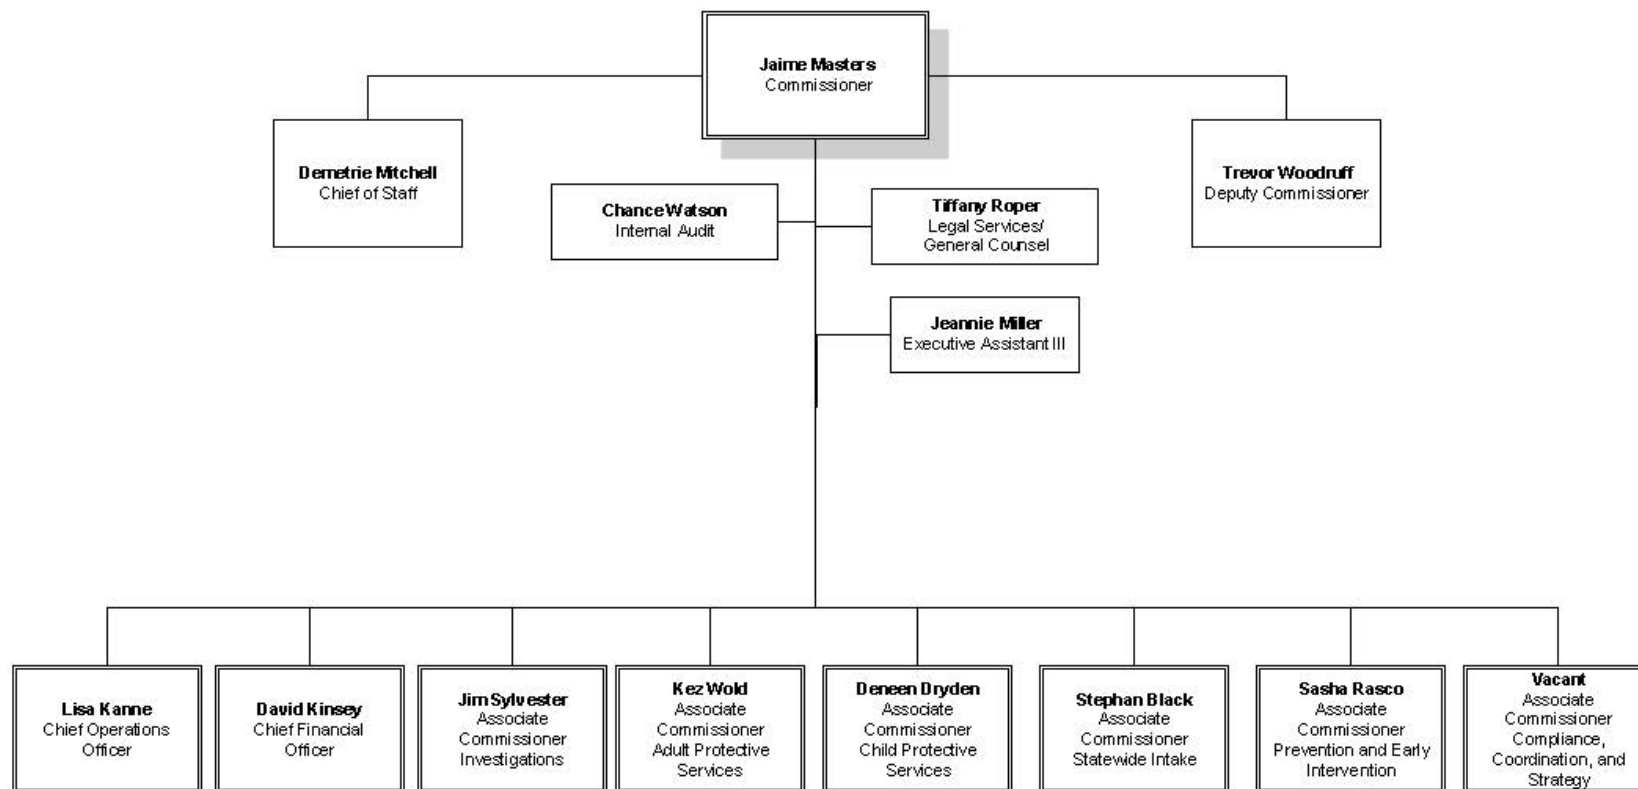 Jaime Masters
Commissioner
Demetrie Mitchell
Chief of Staff
Trevor Woodruff
Deputy Commissioner
Chance Watson
Internal Audit
Tiffany Roper
Legal Services/
General Counsel
Jeannie Miller
Executive Assistant III
Lisa Kanne
Chief Operations
Officer
David Kinsey
Chief Financial
Officer
Jim Sylvester
Associate
Commissioner
Investigations
Kez Wold
Associate
Commissioner
Adult Protective
Services
Deneen Dryden
Associate
Commissioner
Child Protective
Services
Stephan Black
Associate
Commissioner
Statewide Intake
Sasha Rasco
Associate
Commissioner
Prevention and Early
Intervention
Vacant
Associate
Commissioner
Compliance,
Coordination, and
Strategy